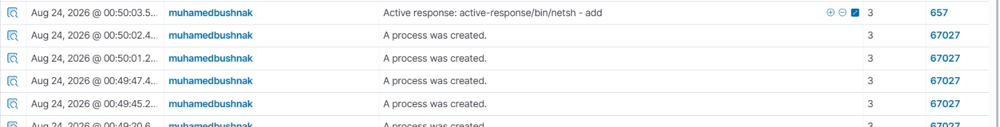 Aug 24, 2026 @ 00:50:03.5... muhamedbushnak Active response: active-response/bin/netsh - add 3 657
Aug 24, 2026 @ 00:50:02.4... muhamedbushnak A process was created. 3 67027
Aug 24, 2026 @ 00:50:01.2... muhamedbushnak A process was created. 3 67027
Aug 24, 2026 @ 00:49:47.4... muhamedbushnak A process was created. 3 67027
Aug 24, 2026 @ 00:49:45.2... muhamedbushnak A process was created. 3 67027
Aug 24, 2026 @ 00:49:20.6... muhamedbushnak A process was created. 3 67027